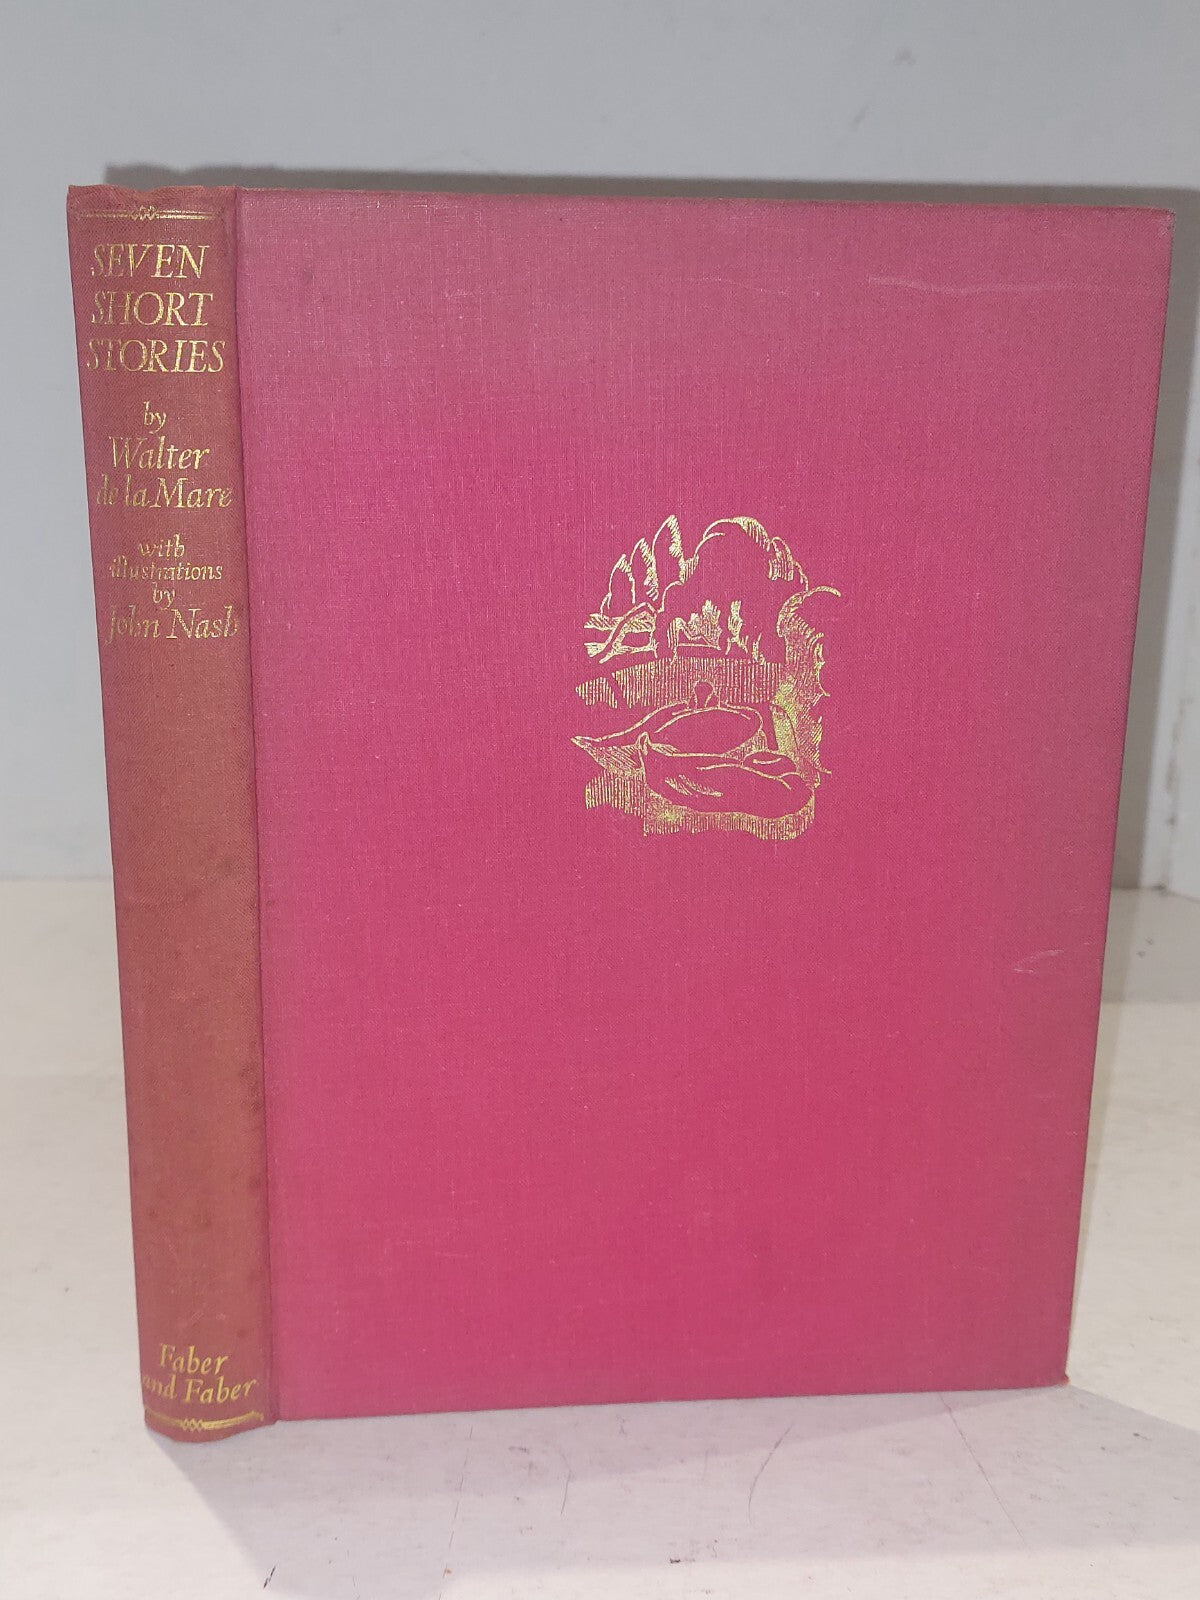 SEVEN
SHORT
STORIES
by
Walter
de la Mare
with
illustrations
by
John Nash
Faber
and Faber